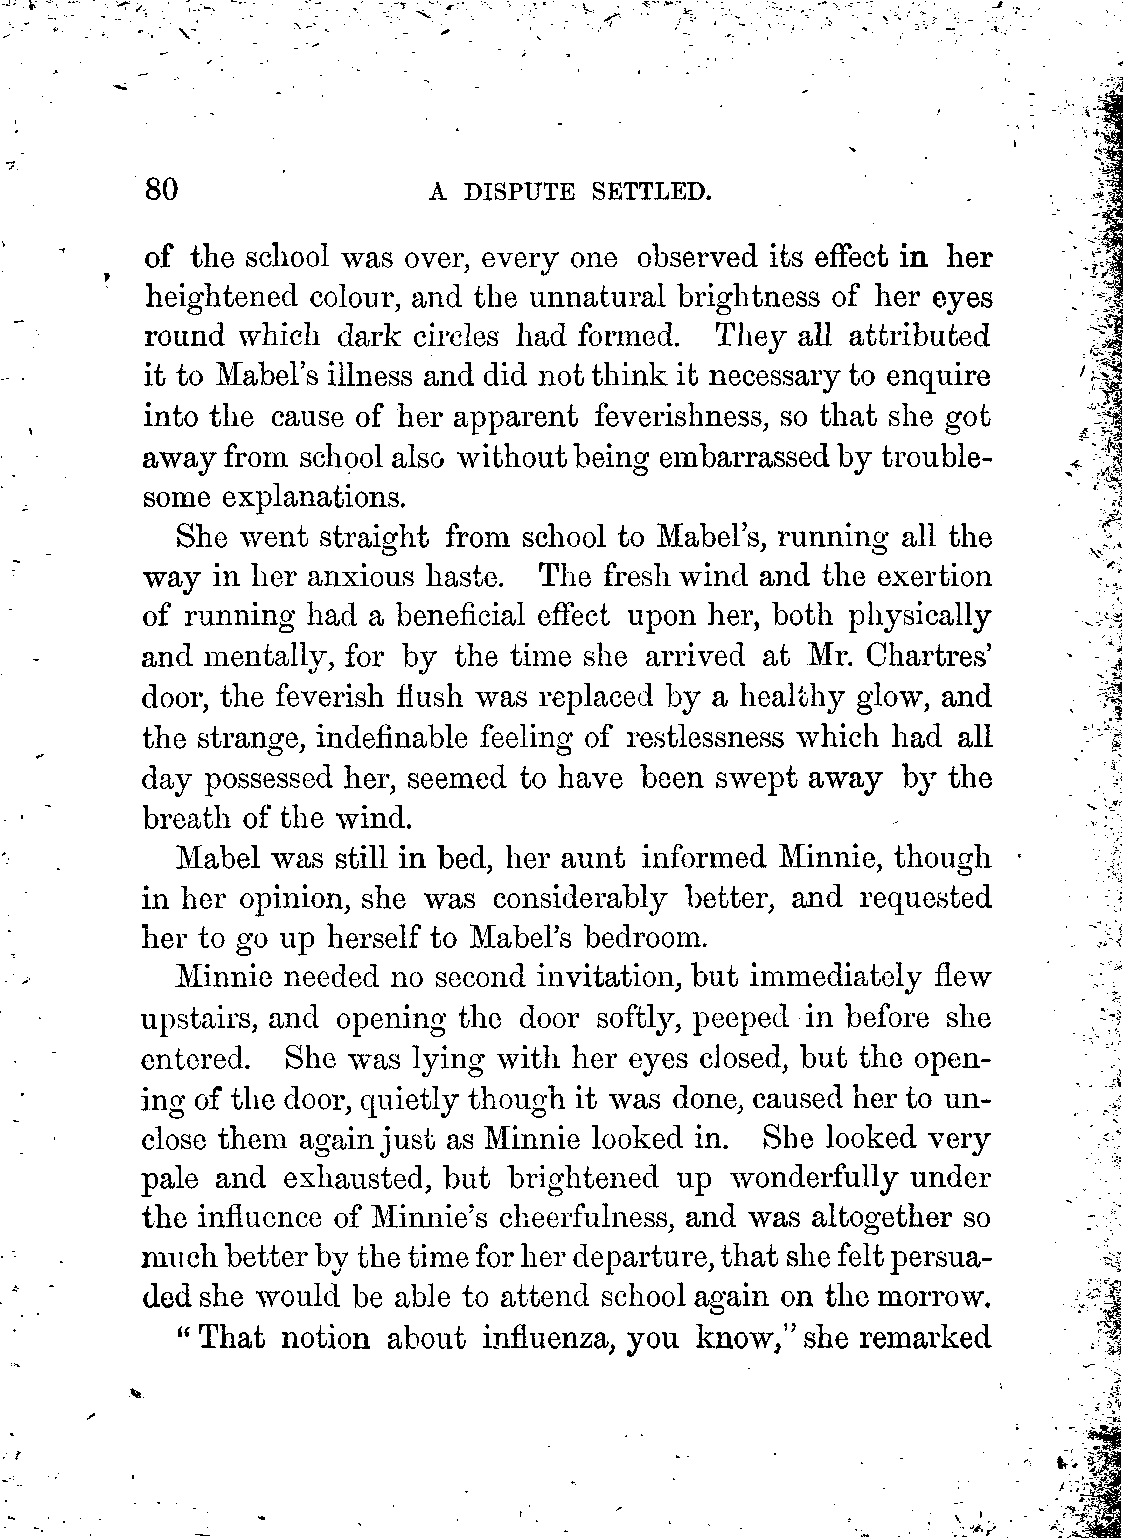 80 A DISPUTE SETTLED.
of the school was over, every one observed its effect in her
heightened colour, and the unnatural brightness of her eyes
round which dark circles had formed. They all attributed
it to Mabel's illness and did not think it necessary to enquire
into the cause of her apparent feverishness, so that she got
away from school also without being embarrassed by trouble-
some explanations.
She went straight from school to Mabel's, running all the
way in her anxious haste. The fresh wind and the exertion
of running had a beneficial effect upon her, both physically
and mentally, for by the time she arrived at Mr. Chartres'
door, the feverish flush was replaced by a healthy glow, and
the strange, indefinable feeling of restlessness which had all
day possessed her, seemed to have been swept away by the
breath of the wind.
Mabel was still in bed, her aunt informed Minnie, though
in her opinion, she was considerably better, and requested
her to go up herself to Mabel's bedroom.
Minnie needed no second invitation, but immediately flew
upstairs, and opening the door softly, peeped in before she
entered. She was lying with her eyes closed, but the open-
ing of the door, quietly though it was done, caused her to un-
close them again just as Minnie looked in. She looked very
pale and exhausted, but brightened up wonderfully under
the influence of Minnie's cheerfulness, and was altogether so
much better by the time for her departure, that she felt persua-
ded she would be able to attend school again on the morrow.
"That notion about influenza, you know," she remarked